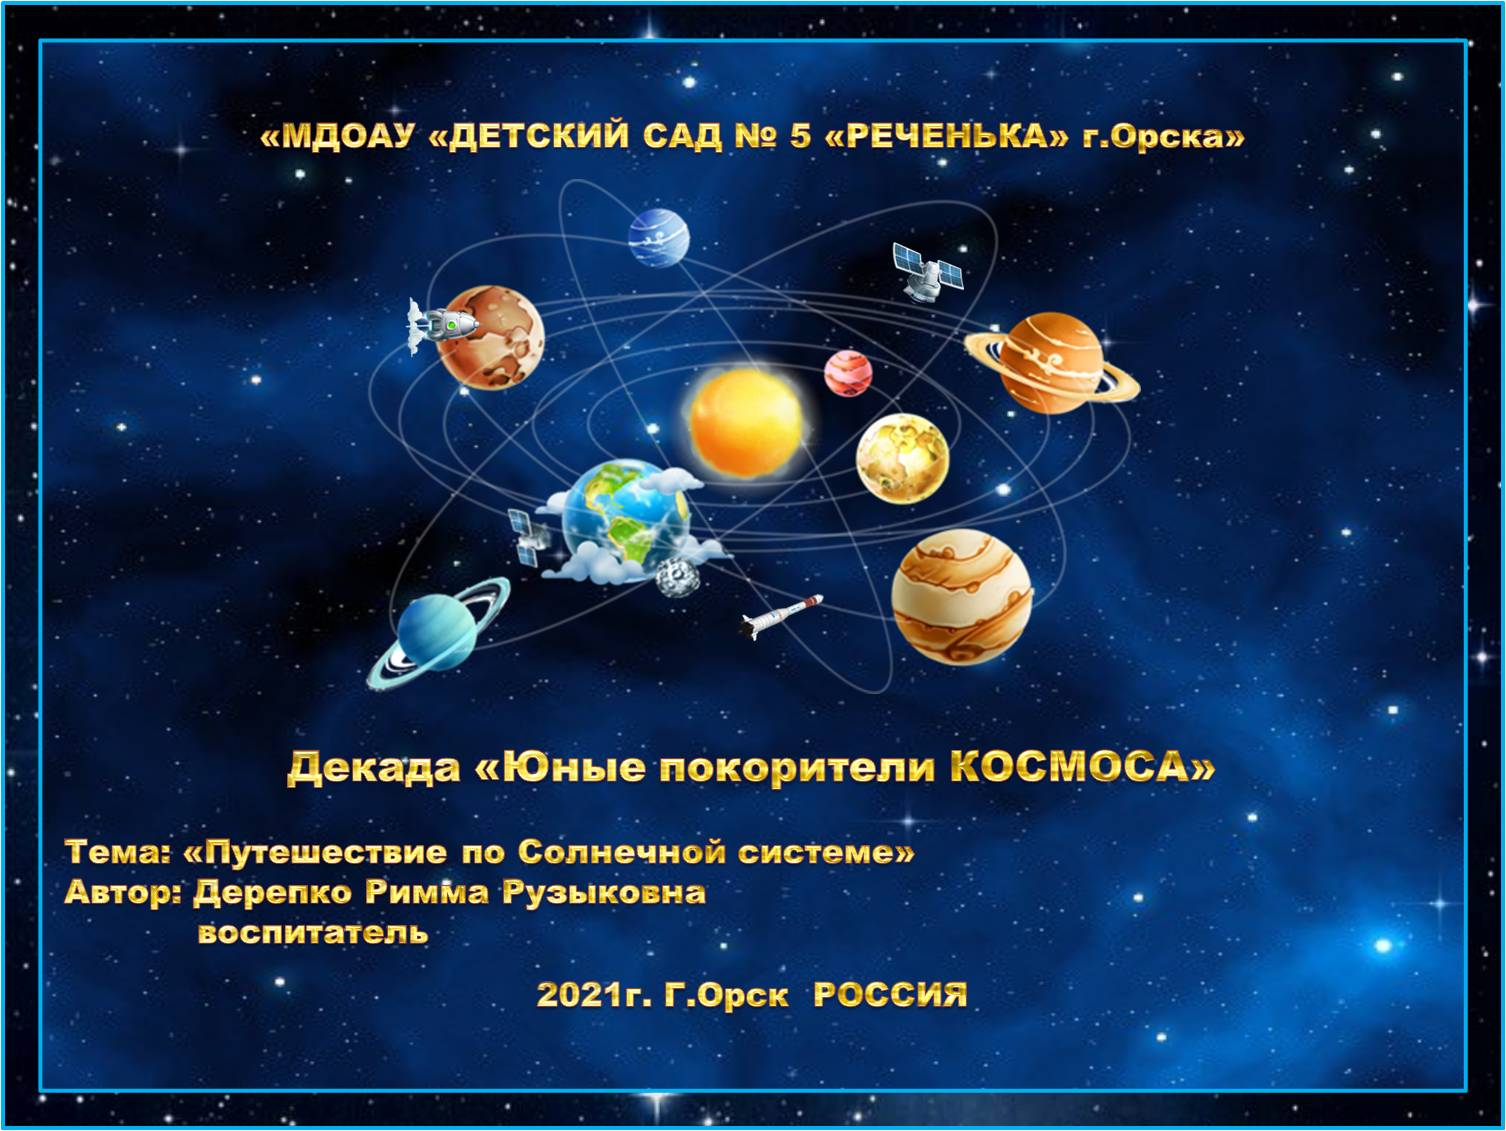 «МДОАУ «ДЕТСКИЙ САД № 5 «РЕЧЕНЬКА» г.Орска»
Декада «Юные покорители КОСМОСА»
Тема: «Путешествие по Солнечной системе»
Автор: Дерепко Римма Рузыковна
воспитатель
2021г. Г.Орск РОССИЯ